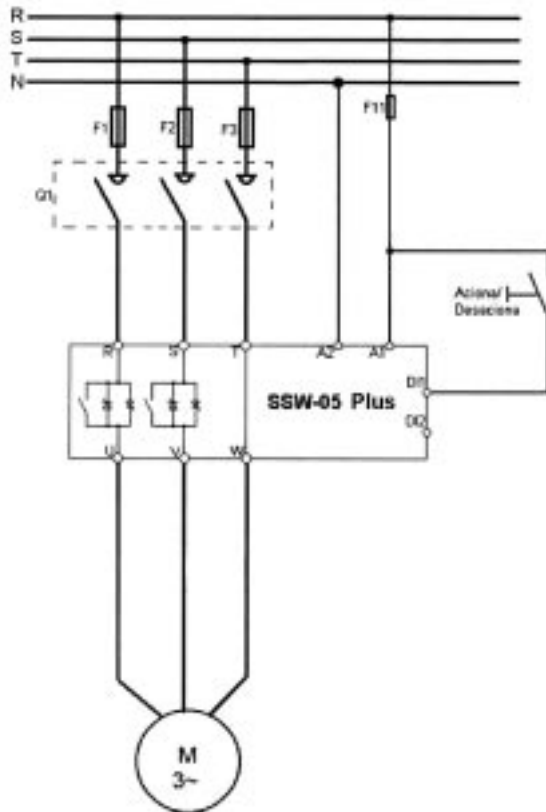 R
S
T
N
F1
F2
F3
F11
Q1
Aciona/
Desaciona
R
S
T
A2
A1
DI1
SSW-05 Plus
DI2
U
V
W
M
3~